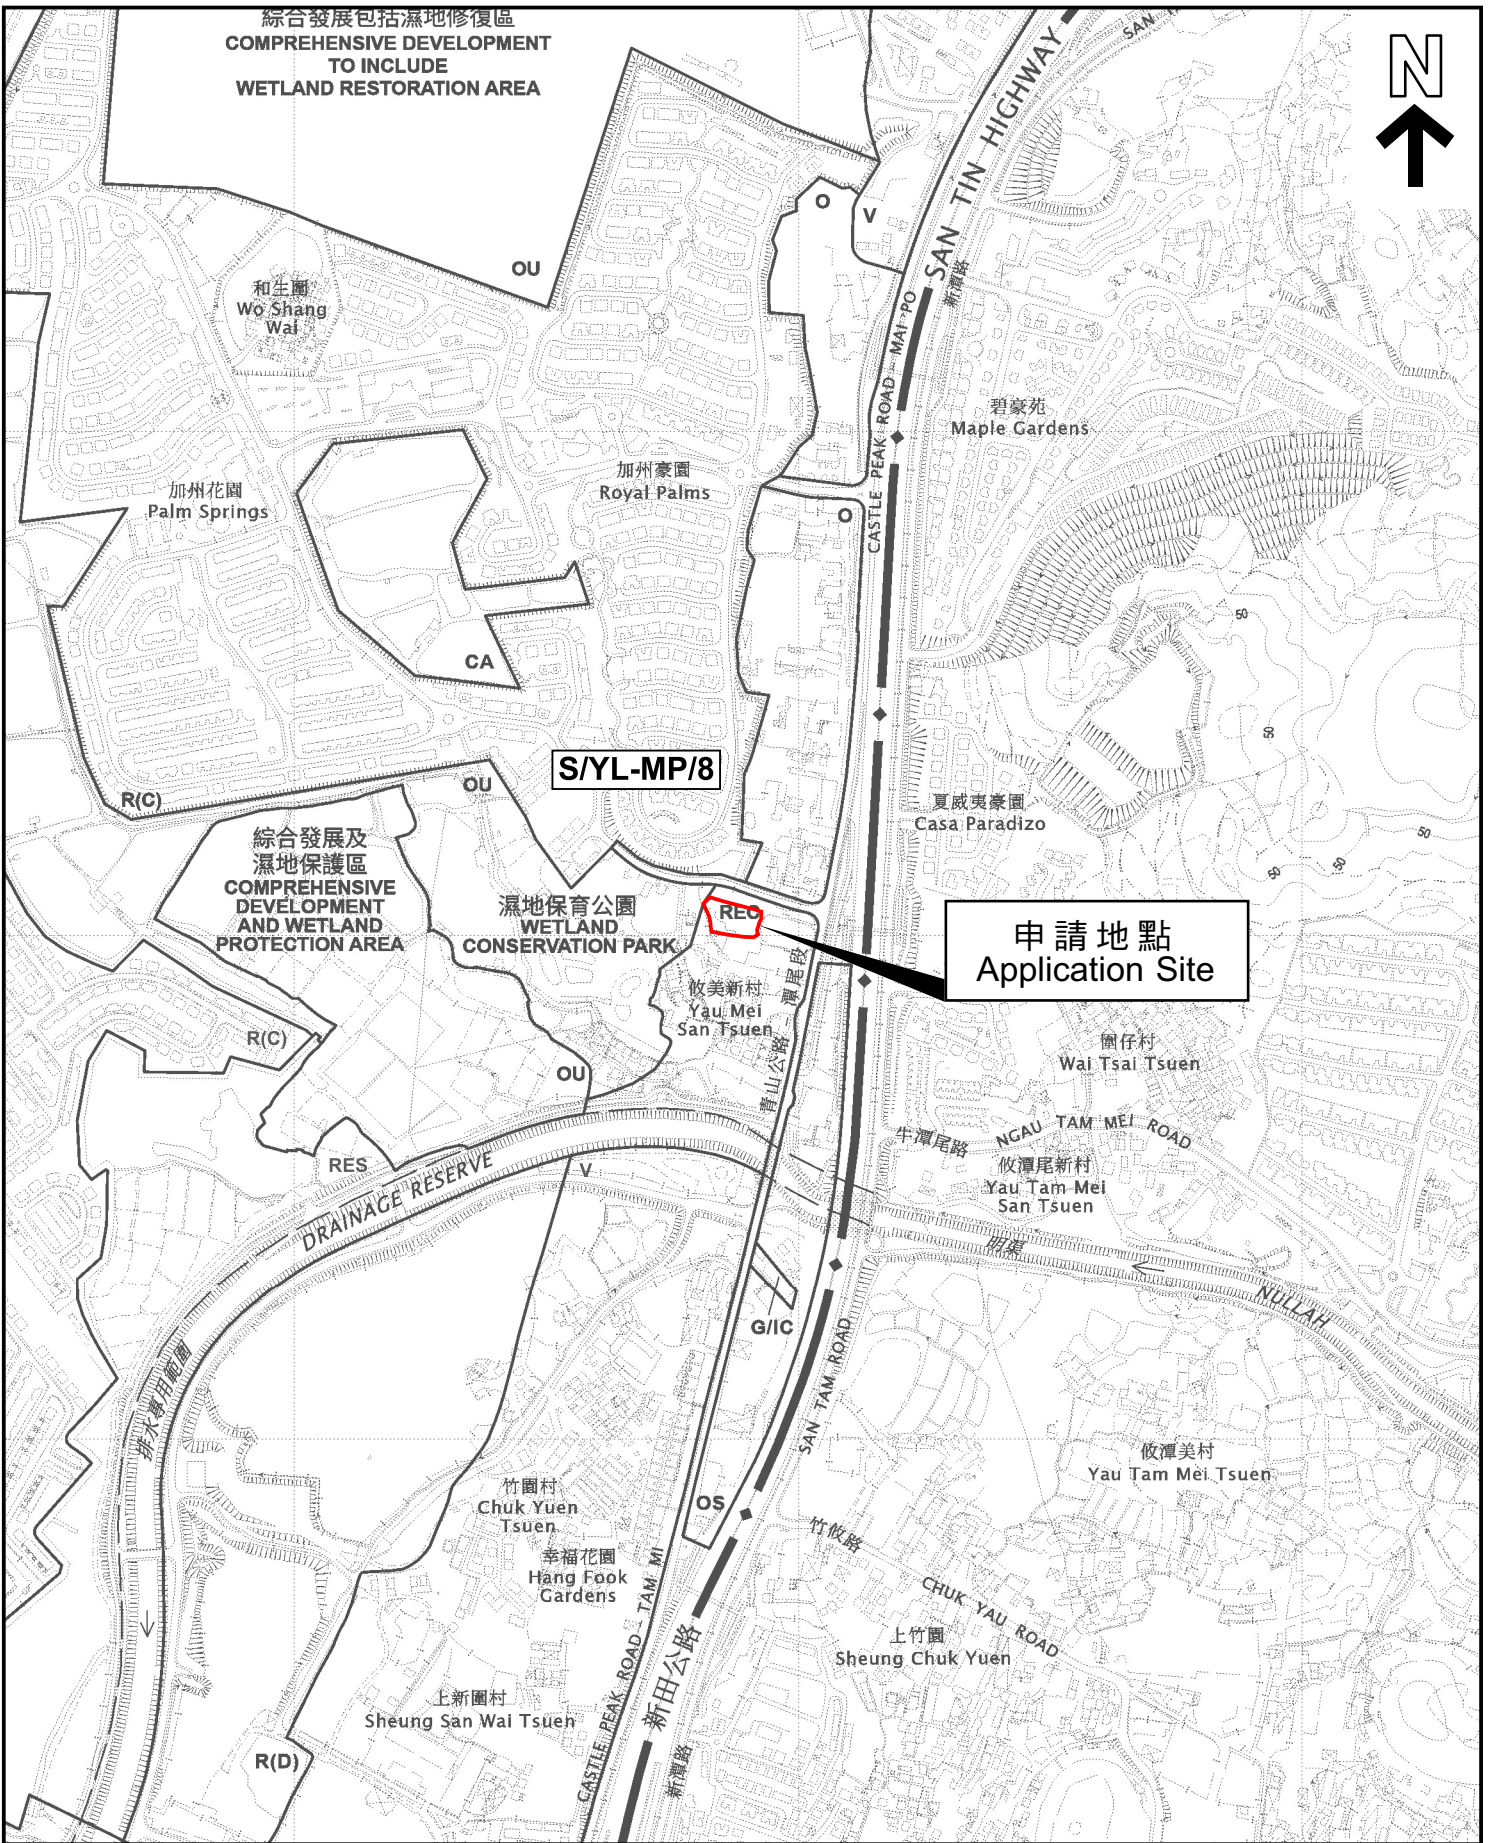 綜合發展包括濕地修復區
COMPREHENSIVE DEVELOPMENT
TO INCLUDE
WETLAND RESTORATION AREA
N
SAN TIN HIGHWAY
O
V
OU
和生圍
Wo Shang
Wai
新潭路
CASTLE PEAK ROAD - MAI PO
碧豪苑
Maple Gardens
加州花園
Palm Springs
加州豪園
Royal Palms
O
50
CA
50
S/YL-MP/8
OU
R(C)
夏威夷豪園
Casa Paradizo
50
50
50
綜合發展及
濕地保護區
COMPREHENSIVE
DEVELOPMENT
AND WETLAND
PROTECTION AREA
濕地保育公園
WETLAND
CONSERVATION PARK
REC
申請地點
Application Site
攸美新村
Yau Mei
San Tsuen
青山公路
潭尾段
R(C)
OU
圍仔村
Wai Tsai Tsuen
牛潭尾路
NGAU TAM MEI ROAD
攸潭尾新村
Yau Tam Mei
San Tsuen
RES
DRAINAGE RESERVE
V
明渠
NULLAH
G/IC
排水專用範圍
SAN TAM ROAD
攸潭美村
Yau Tam Mei Tsuen
竹園村
Chuk Yuen
Tsuen
OS
竹攸路
CHUK YAU ROAD
幸福花園
Hang Fook
Gardens
CASTLE PEAK ROAD - TAM MI
上竹園
Sheung Chuk Yuen
新田公路
上新圍村
Sheung San Wai Tsuen
R(D)
新潭路